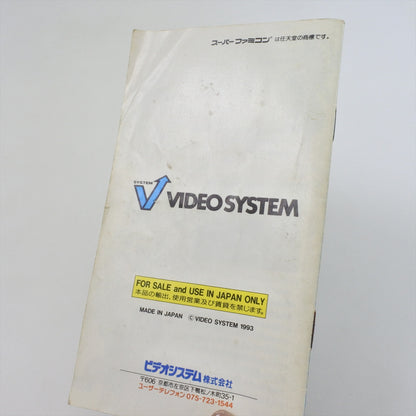 スーパーファミコン®は任天堂の商標です。
SYSTEM
VIDEO SYSTEM
FOR SALE and USE IN JAPAN ONLY
本品の輸出、使用営業及び賃貸を禁じます。
MADE IN JAPAN ©VIDEO SYSTEM 1993
ビデオシステム株式会社
〒606 京都市左京区下鴨松ノ木町35-1
ユーザーテレフォン 075-723-1544